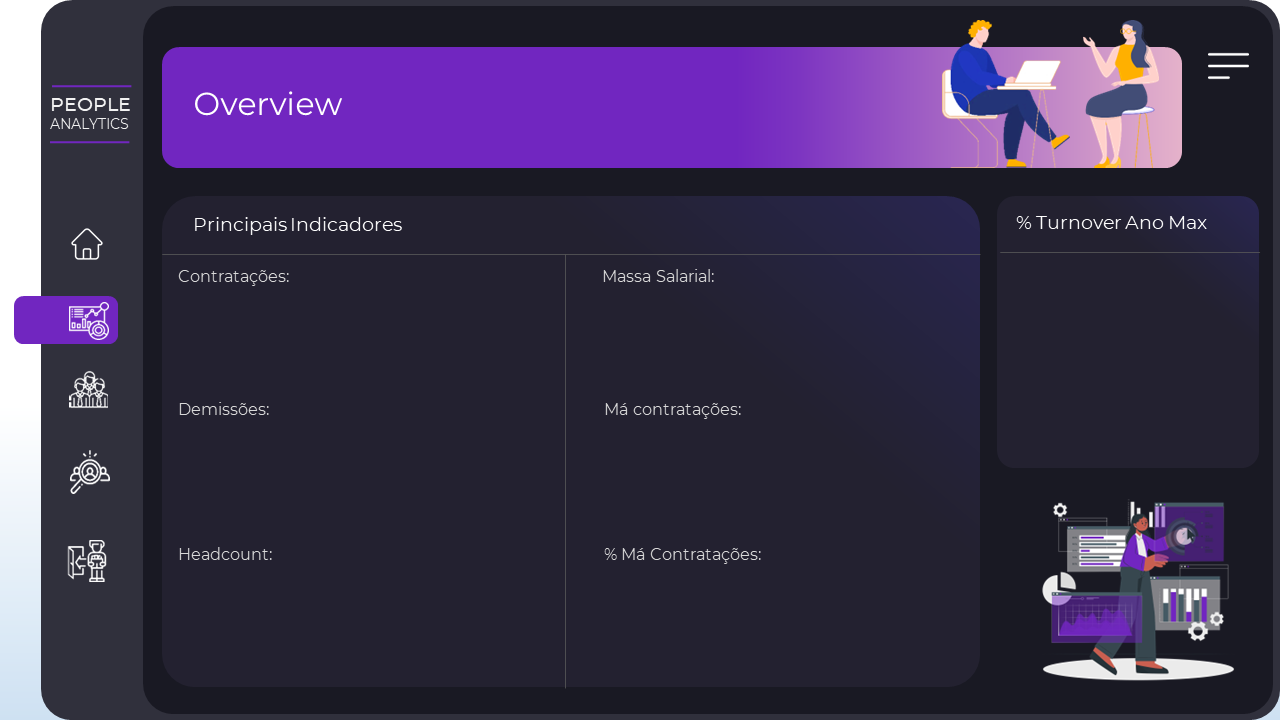 PEOPLE
ANALYTICS
Overview
Principais Indicadores
% Turnover Ano Max
Contratações:
Massa Salarial:
Demissões:
Má contratações:
Headcount:
% Má Contratações: